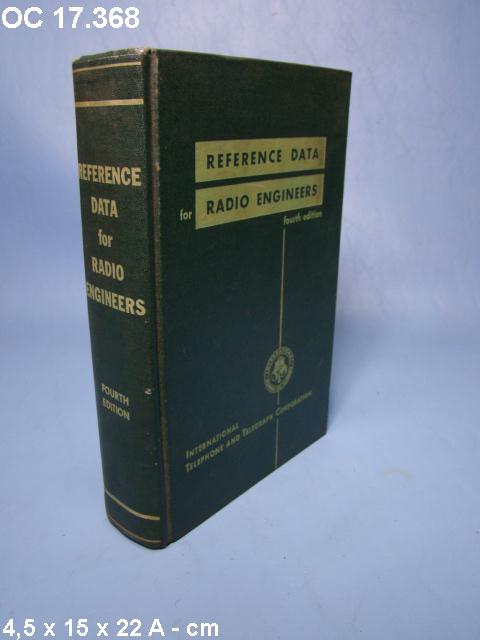 OC 17.368
REFERENCE
DATA
for
RADIO
ENGINEERS
FOURTH
EDITION
REFERENCE DATA
for RADIO ENGINEERS
fourth edition
INTERNATIONAL
TELEPHONE AND TELEGRAPH CORPORATION
4,5 x 15 x 22 A - cm